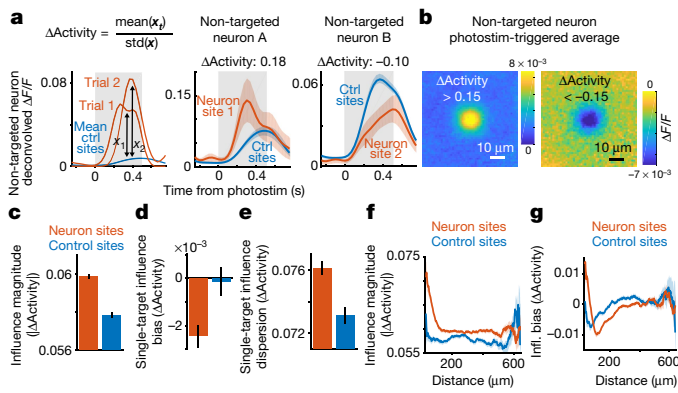 a
ΔActivity = mean(xₜ) / std(x)
Non-targeted
neuron A
ΔActivity: 0.18
Non-targeted
neuron B
ΔActivity: –0.10
Non-targeted neuron
deconvolved ΔF/F
0.08
0
Trial 2
Trial 1
Mean
ctrl
sites
x₁
x₂
0 0.4
0.15
0
Neuron
site 1
Ctrl
sites
0 0.4
0.06
0
Ctrl
sites
Neuron
site 2
0 0.4
Time from photostim (s)
b
Non-targeted neuron
photostim-triggered average
ΔActivity
> 0.15
10 μm
8 × 10⁻³
0
ΔActivity
< –0.15
10 μm
0
–7 × 10⁻³
ΔF/F
c
Neuron sites
Control sites
Influence magnitude
(|ΔActivity|)
0.06
0.056
d
Single-target influence
bias (ΔActivity)
×10⁻³
0
–2
e
Single-target influence
dispersion (ΔActivity)
0.076
0.072
f
Neuron sites
Control sites
Influence magnitude
(|ΔActivity|)
0.075
0.055
200 600
Distance (μm)
g
Neuron sites
Control sites
Infl. bias (ΔActivity)
0.01
0
–0.01
200 600
Distance (μm)